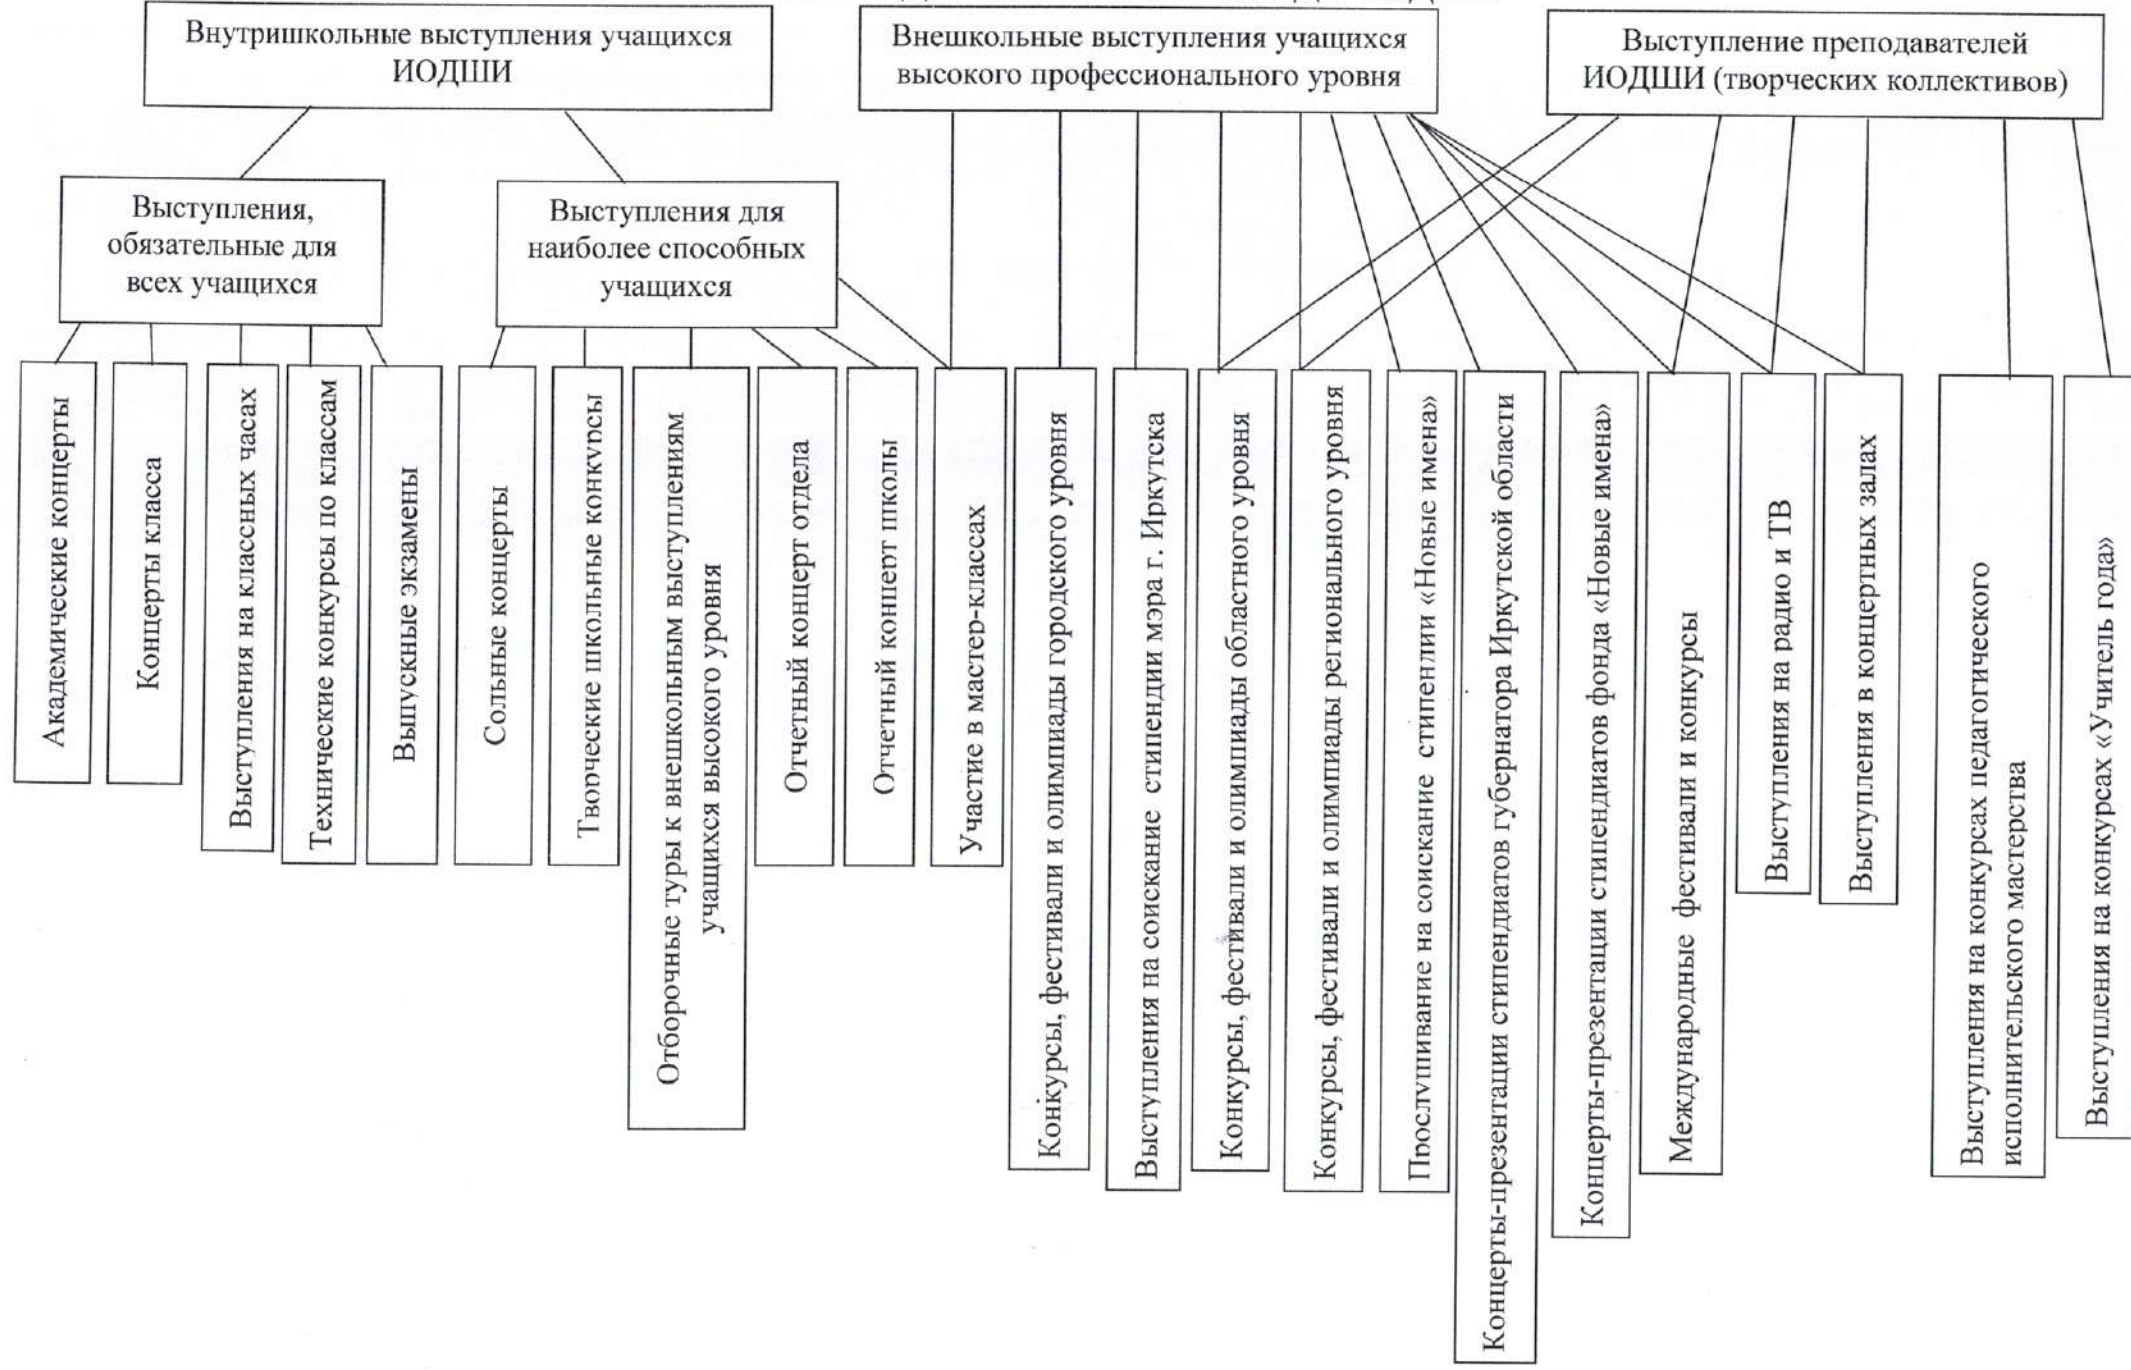 Внутришкольные выступления учащихся
ИОДШИ
Внешкольные выступления учащихся
высокого профессионального уровня
Выступление преподавателей
ИОДШИ (творческих коллективов)
Выступления,
обязательные для
всех учащихся
Выступления для
наиболее способных
учащихся
Академические концерты
Концерты класса
Выступления на классных часах
Технические конкурсы по классам
Выпускные экзамены
Сольные концерты
Творческие школьные конкурсы
Отборочные туры к внешкольным выступлениям
учащихся высокого уровня
Отчетный концерт отдела
Отчетный концерт школы
Участие в мастер-классах
Конкурсы, фестивали и олимпиады городского уровня
Выступления на соискание стипендии мэра г. Иркутска
Конкурсы, фестивали и олимпиады областного уровня
Конкурсы, фестивали и олимпиады регионального уровня
Прослушивание на соискание стипендии «Новые имена»
Концерты-презентации стипендиатов губернатора Иркутской области
Концерты-презентации стипендиатов фонда «Новые имена»
Международные фестивали и конкурсы
Выступления на радио и ТВ
Выступления в концертных залах
Выступления на конкурсах педагогического
исполнительского мастерства
Выступления на конкурсах «Учитель года»